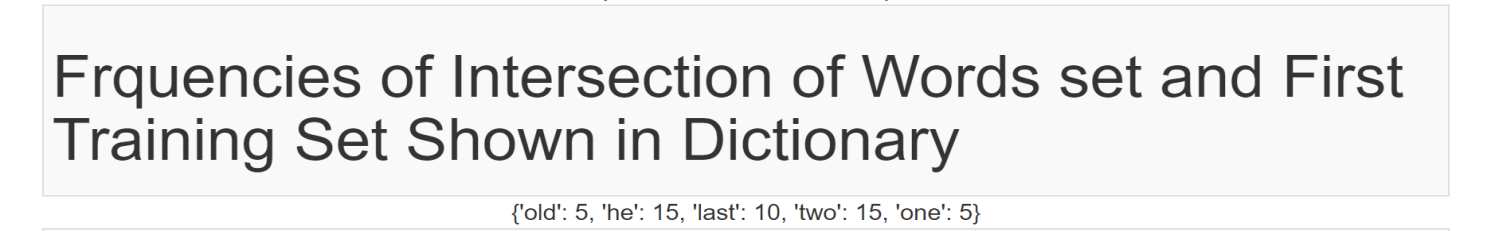 Frquencies of Intersection of Words set and First
Training Set Shown in Dictionary
{'old': 5, 'he': 15, 'last': 10, 'two': 15, 'one': 5}